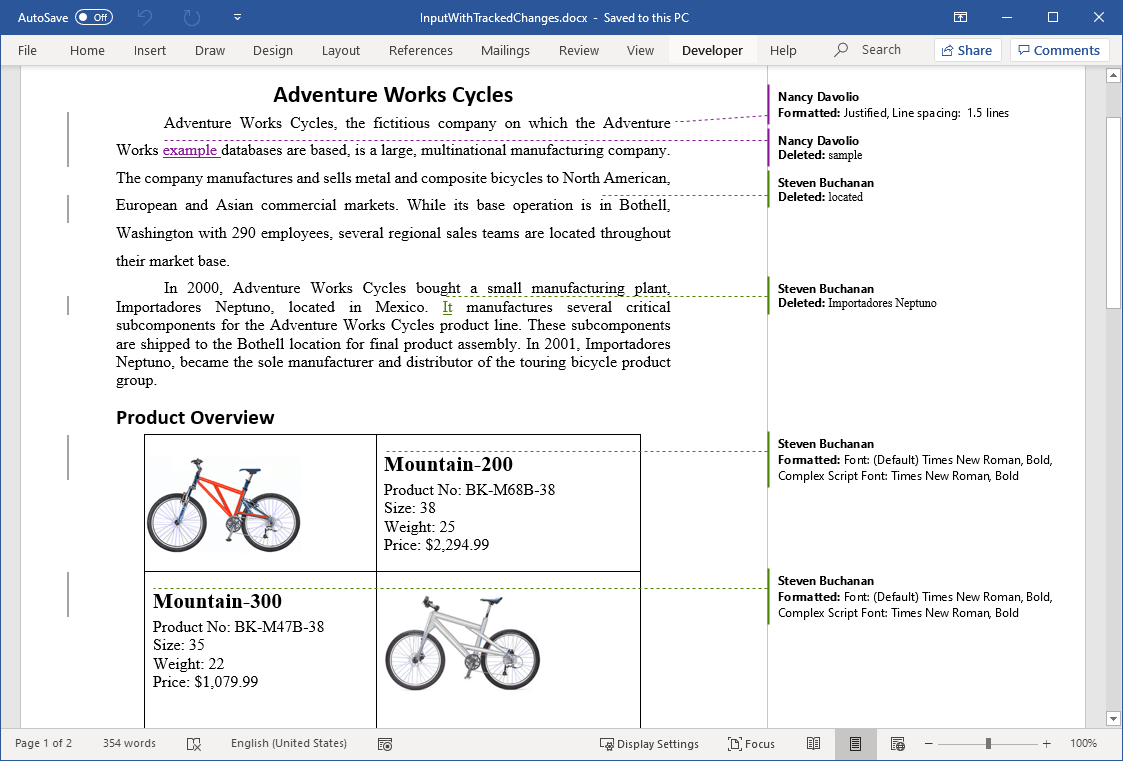 AutoSave Off InputWithTrackedChanges.docx - Saved to this PC
File Home Insert Draw Design Layout References Mailings Review View Developer Help Search Share Comments
Adventure Works Cycles
Adventure Works Cycles, the fictitious company on which the Adventure
Works example databases are based, is a large, multinational manufacturing company.
The company manufactures and sells metal and composite bicycles to North American,
European and Asian commercial markets. While its base operation is in Bothell,
Washington with 290 employees, several regional sales teams are located throughout
their market base.
In 2000, Adventure Works Cycles bought a small manufacturing plant,
Importadores Neptuno, located in Mexico. It manufactures several critical
subcomponents for the Adventure Works Cycles product line. These subcomponents
are shipped to the Bothell location for final product assembly. In 2001, Importadores
Neptuno, became the sole manufacturer and distributor of the touring bicycle product
group.
Product Overview
Mountain-200
Product No: BK-M68B-38
Size: 38
Weight: 25
Price: $2,294.99
Mountain-300
Product No: BK-M47B-38
Size: 35
Weight: 22
Price: $1,079.99
Nancy Davolio
Formatted: Justified, Line spacing: 1.5 lines
Nancy Davolio
Deleted: sample
Steven Buchanan
Deleted: located
Steven Buchanan
Deleted: Importadores Neptuno
Steven Buchanan
Formatted: Font: (Default) Times New Roman, Bold,
Complex Script Font: Times New Roman, Bold
Steven Buchanan
Formatted: Font: (Default) Times New Roman, Bold,
Complex Script Font: Times New Roman, Bold
Page 1 of 2 354 words English (United States) Display Settings Focus 100%